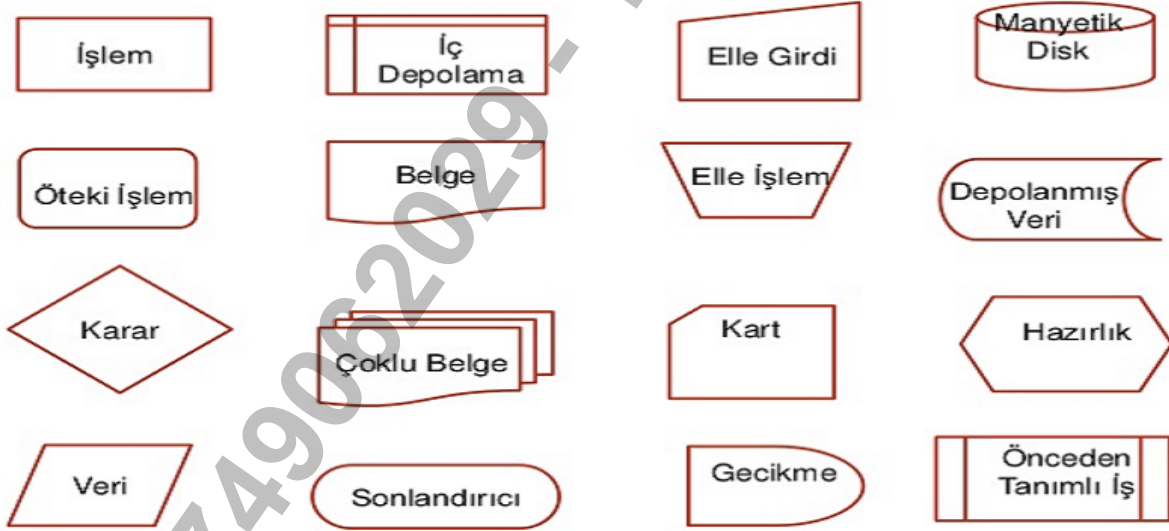 İşlem
İç
Depolama
Elle Girdi
Manyetik
Disk
Öteki İşlem
Belge
Elle İşlem
Depolanmış
Veri
Karar
Çoklu Belge
Kart
Hazırlık
Veri
Sonlandırıcı
Gecikme
Önceden
Tanımlı İş
749062029 -